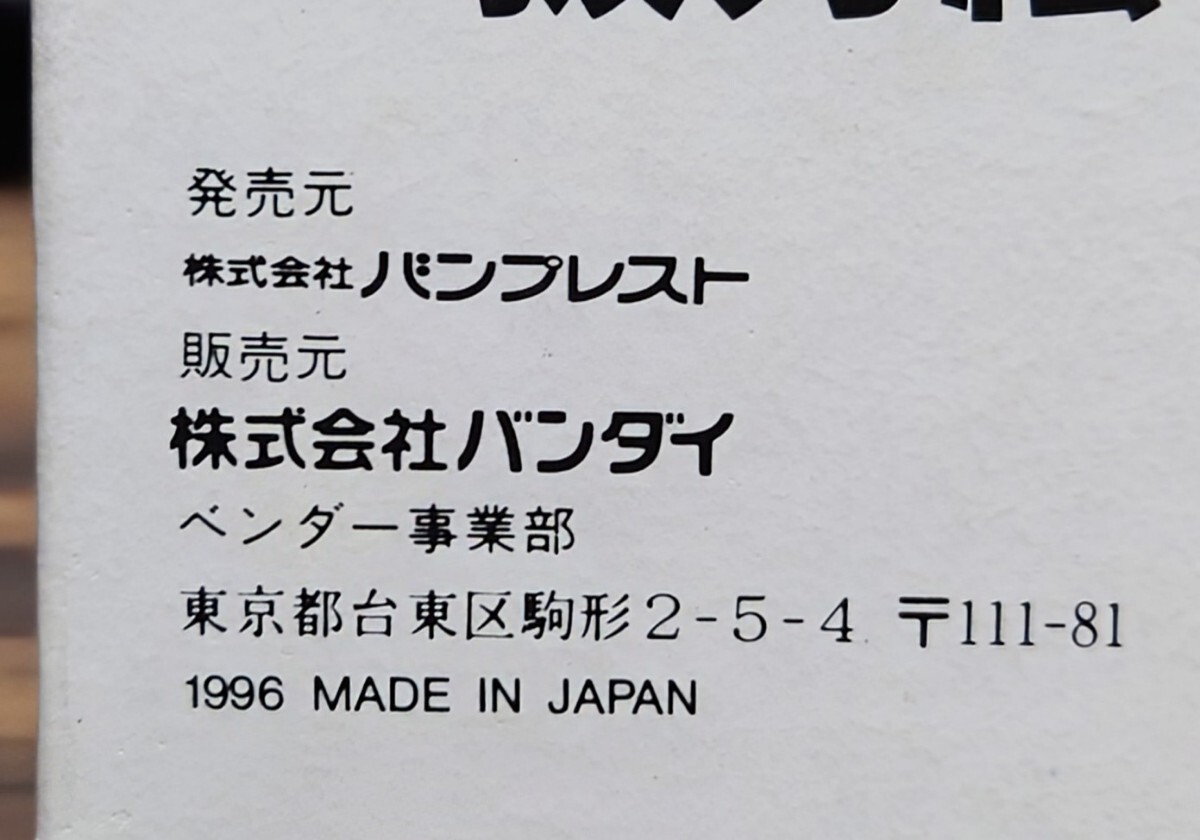 発売元
株式会社バンプレスト
販売元
株式会社バンダイ
ベンダー事業部
東京都台東区駒形2-5-4 〒111-81
1996 MADE IN JAPAN